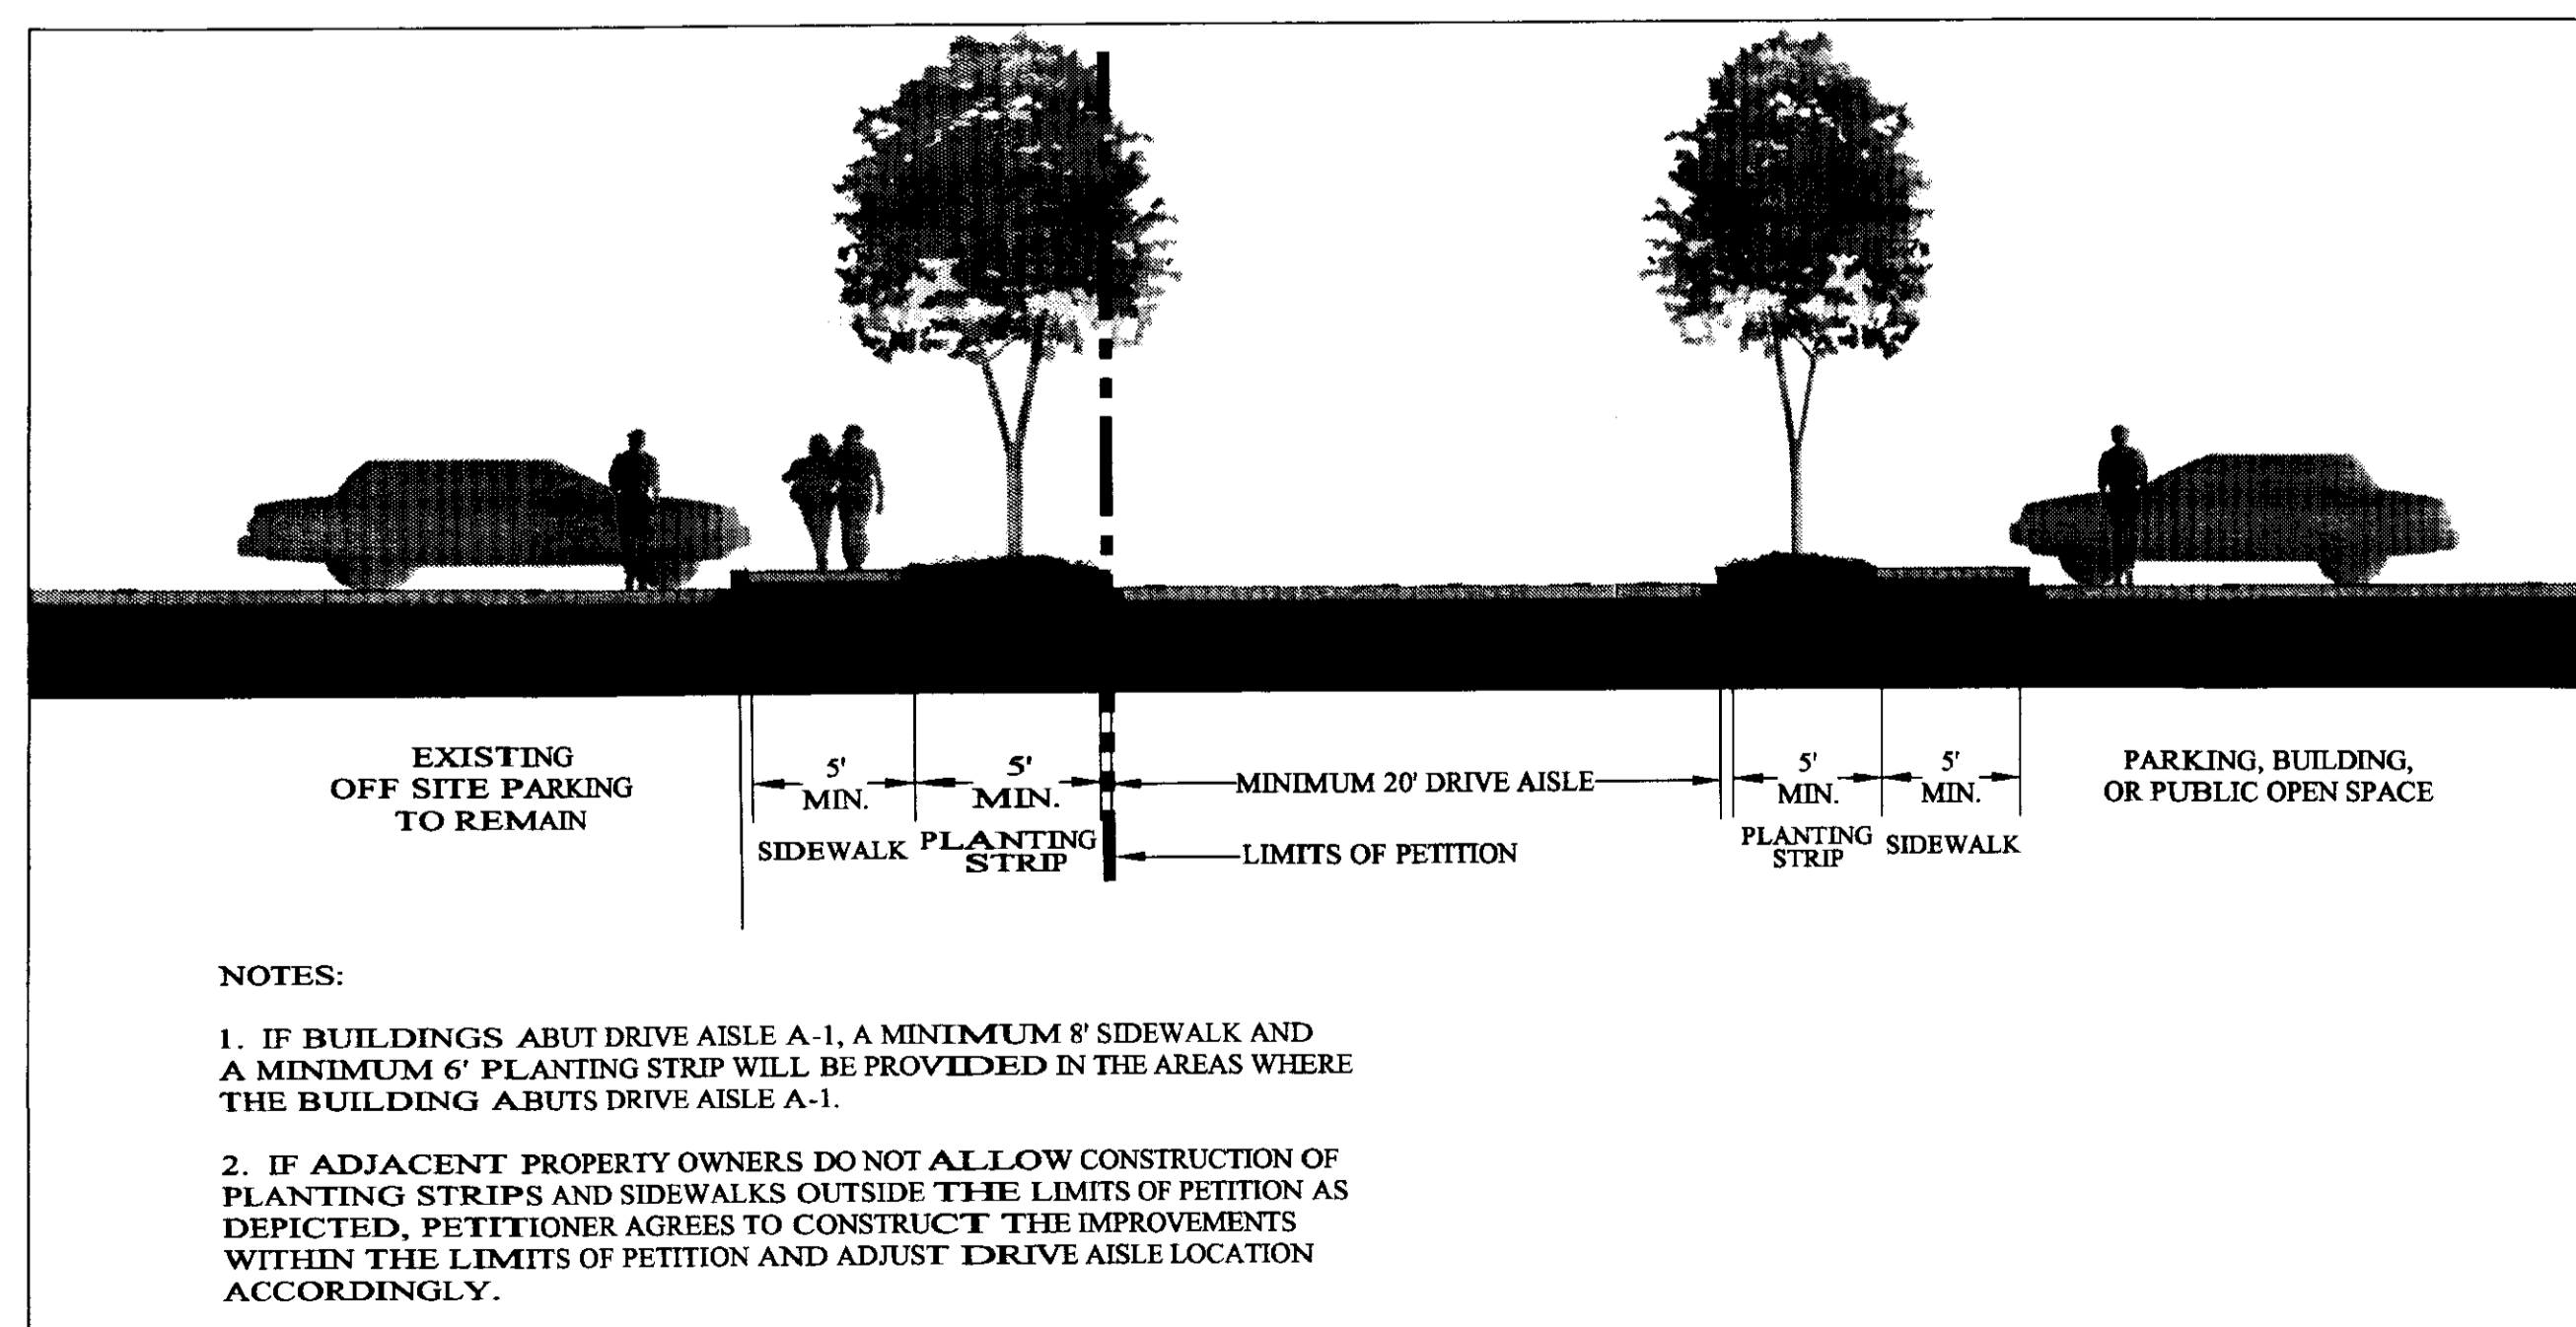 EXISTING
OFF SITE PARKING
TO REMAIN
5'
MIN.
SIDEWALK
5'
MIN.
PLANTING
STRIP
MINIMUM 20' DRIVE AISLE
LIMITS OF PETITION
5'
MIN.
PLANTING
STRIP
5'
MIN.
SIDEWALK
PARKING, BUILDING,
OR PUBLIC OPEN SPACE
NOTES:
1. IF BUILDINGS ABUT DRIVE AISLE A-1, A MINIMUM 8' SIDEWALK AND
A MINIMUM 6' PLANTING STRIP WILL BE PROVIDED IN THE AREAS WHERE
THE BUILDING ABUTS DRIVE AISLE A-1.
2. IF ADJACENT PROPERTY OWNERS DO NOT ALLOW CONSTRUCTION OF
PLANTING STRIPS AND SIDEWALKS OUTSIDE THE LIMITS OF PETITION AS
DEPICTED, PETITIONER AGREES TO CONSTRUCT THE IMPROVEMENTS
WITHIN THE LIMITS OF PETITION AND ADJUST DRIVE AISLE LOCATION
ACCORDINGLY.